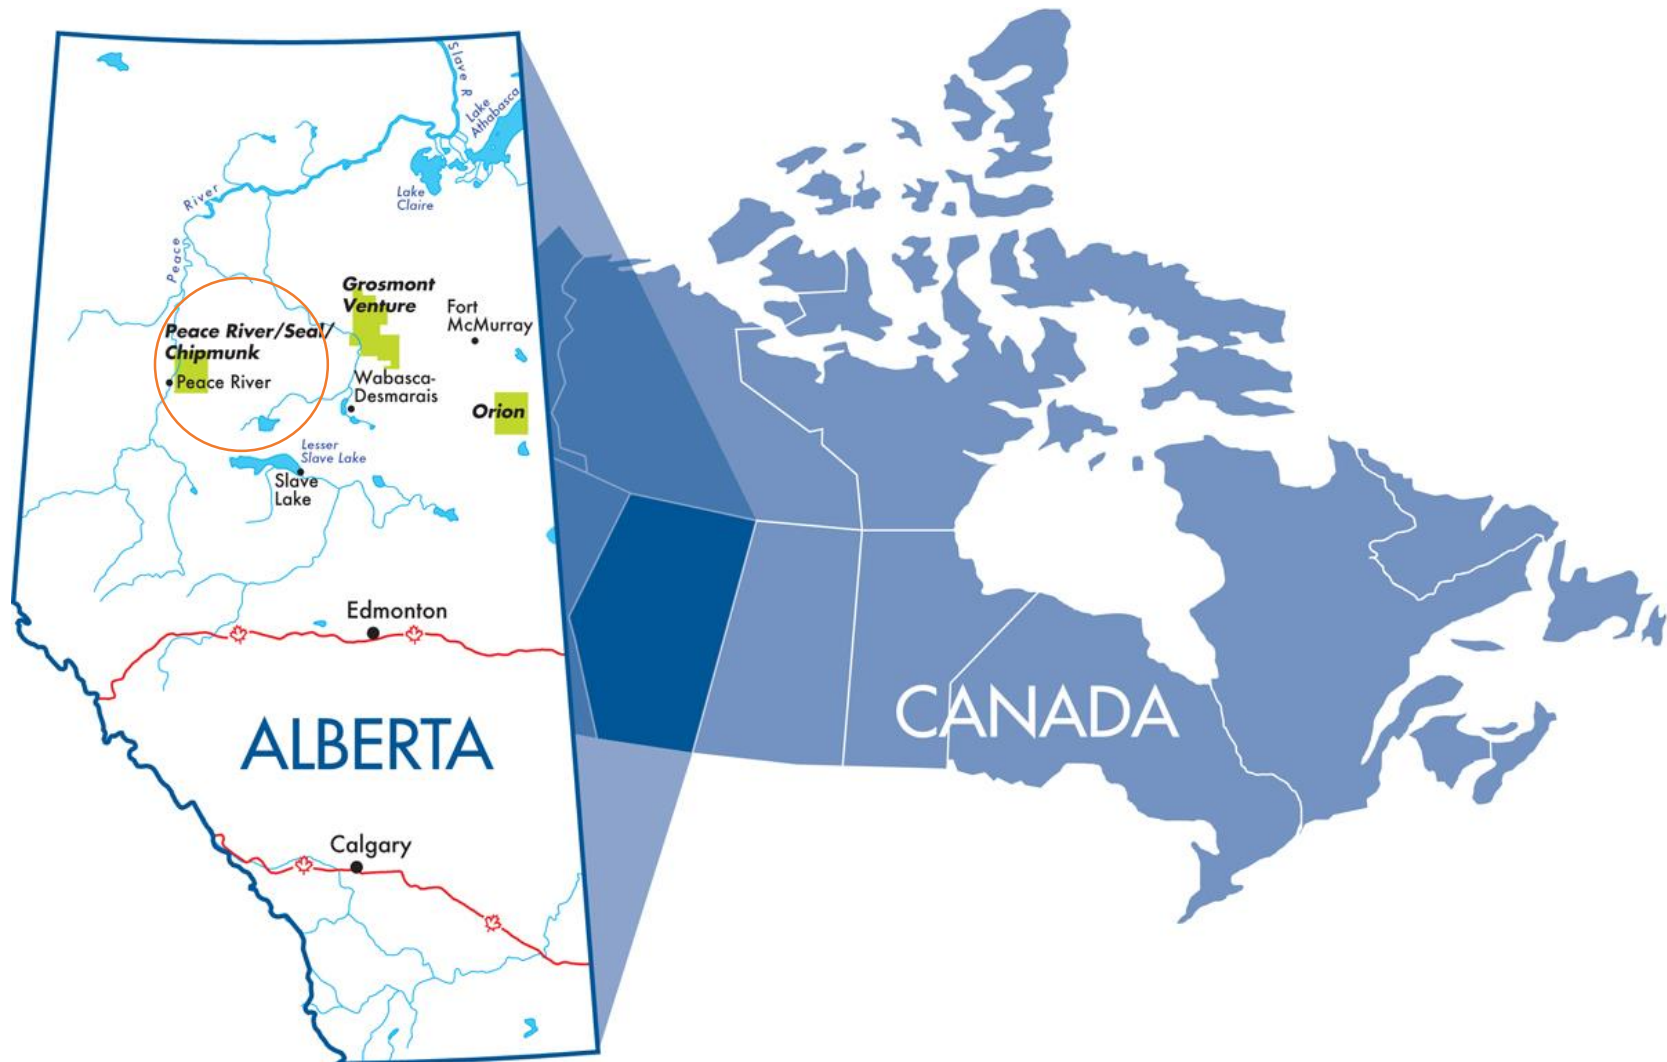 Slave R
Lake
Athabasca
Lake
Claire
River
Peace
Grosmont
Venture
Fort
McMurray
Peace River/Seal/
Chipmunk
Peace River
Wabasca-
Desmarais
Orion
Lesser
Slave Lake
Slave
Lake
Edmonton
ALBERTA
CANADA
Calgary